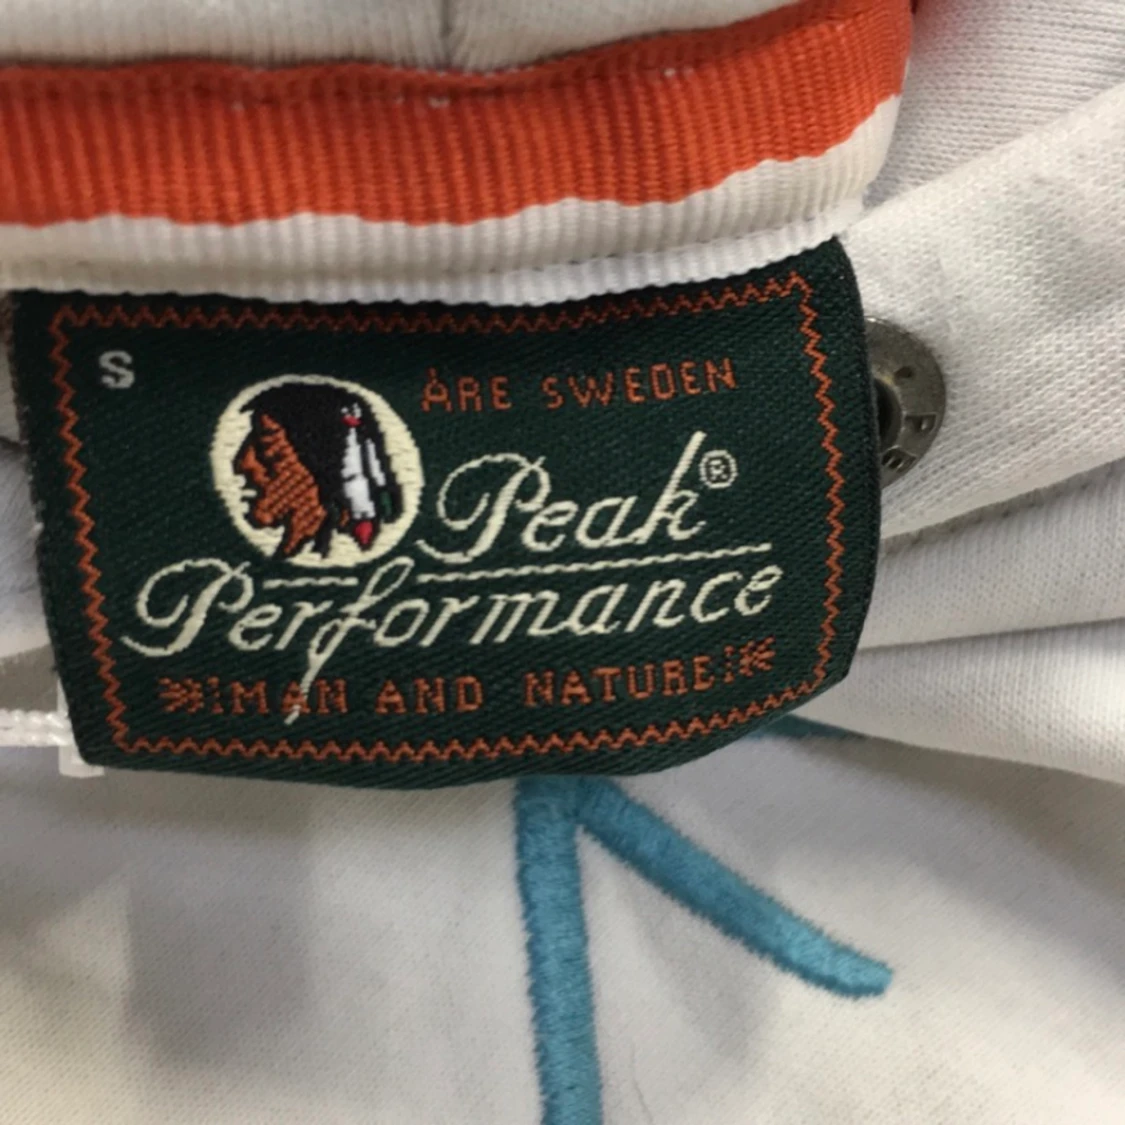 S
ÅRE SWEDEN
Peak®
Performance
MAN AND NATURE